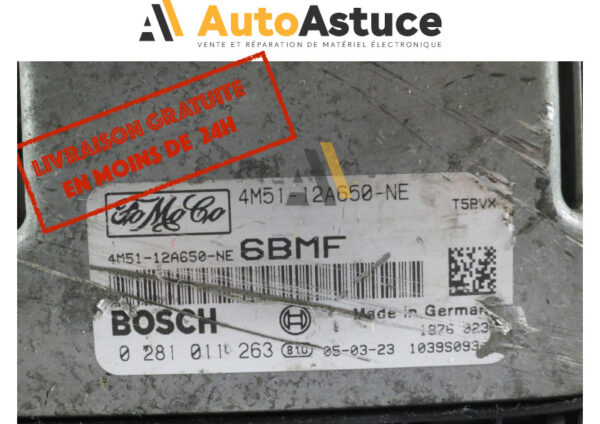 AutoAstuce
VENTE ET RÉPARATION DE MATÉRIEL ÉLECTRONIQUE
LIVRAISON GRATUITE
EN MOINS DE 24H
4M51-12A650-NE
T5BVX
FoMoCo
4M51-12A650-NE 6BMF
BOSCH
Made in German
1876 023
0 281 011 263 810 05-03-23 1039S093